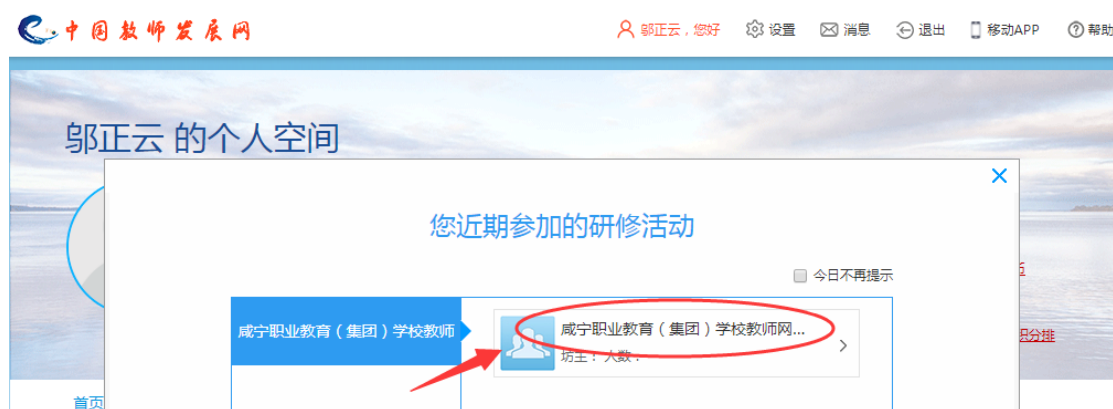 中国教师发展网
邬正云，您好 设置 消息 退出 移动APP 帮助
邬正云 的个人空间
您近期参加的研修活动
今日不再提示
咸宁职业教育（集团）学校教师
咸宁职业教育（集团）学校教师网...
坊主： 人数：
积分排
首页